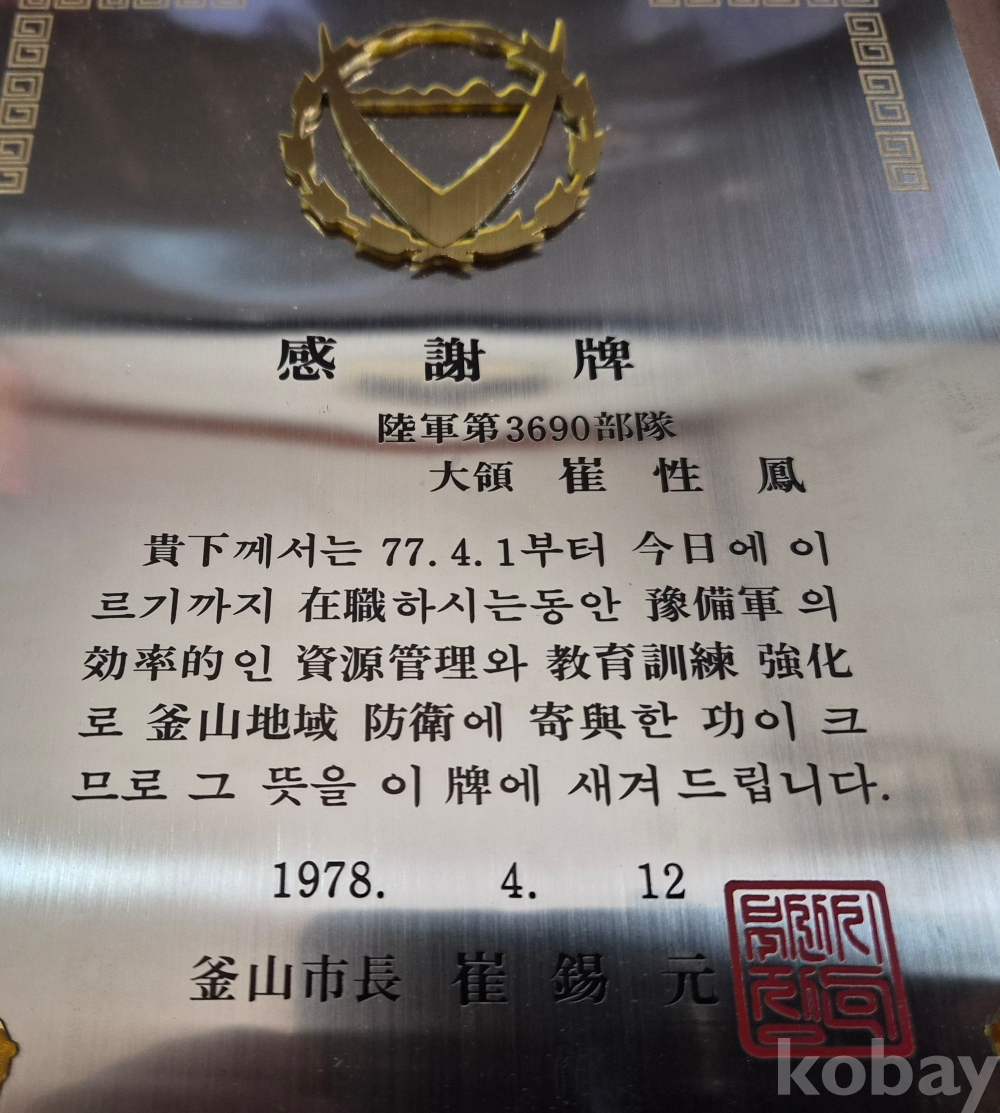 感 謝 牌
陸軍第3690部隊
大領 崔 性 鳳
貴下께서는 77.4.1부터 今日에 이
르기까지 在職하시는동안 豫備軍의
効率的인 資源管理와 教育訓練 強化
로 釜山地域 防衛에 寄與한 功이 크
므로 그 뜻을 이 牌에 새겨 드립니다.
1978. 4. 12
釜山市長 崔 錫 元
kobay